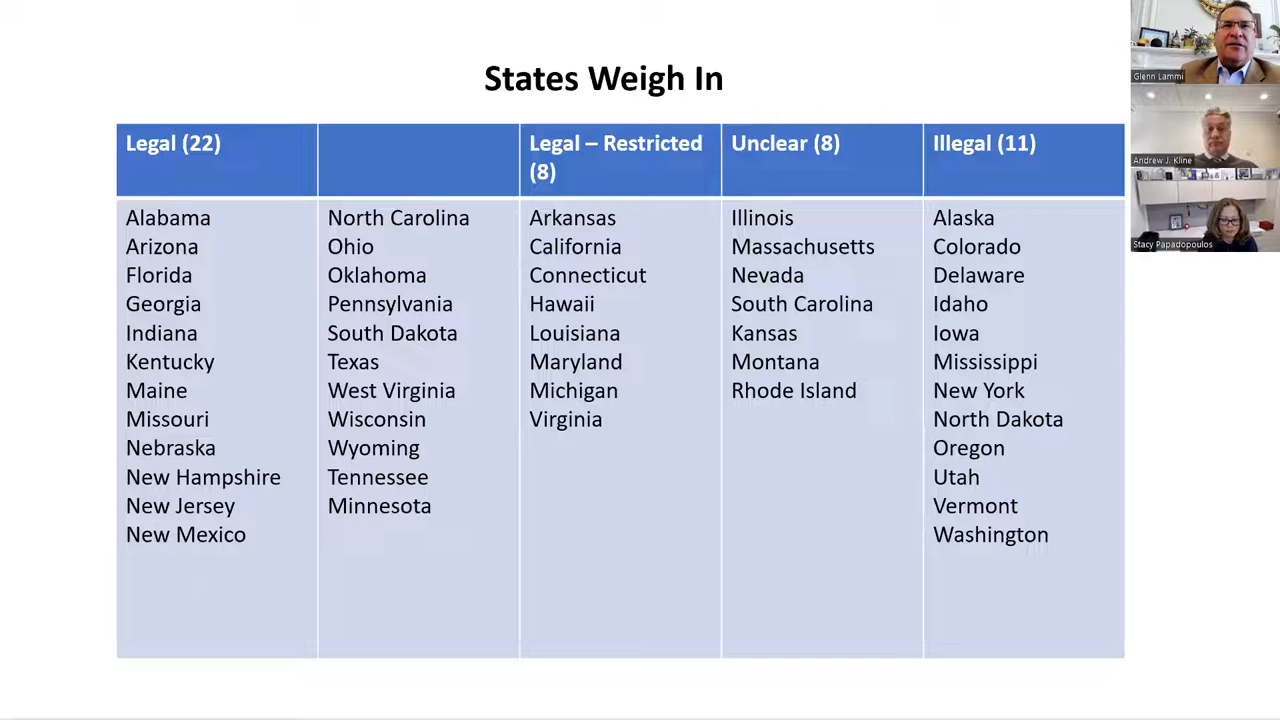 States Weigh In
Legal (22)
Legal – Restricted
(8)
Unclear (8)
Illegal (11)
Alabama
Arizona
Florida
Georgia
Indiana
Kentucky
Maine
Missouri
Nebraska
New Hampshire
New Jersey
New Mexico
North Carolina
Ohio
Oklahoma
Pennsylvania
South Dakota
Texas
West Virginia
Wisconsin
Wyoming
Tennessee
Minnesota
Arkansas
California
Connecticut
Hawaii
Louisiana
Maryland
Michigan
Virginia
Illinois
Massachusetts
Nevada
South Carolina
Kansas
Montana
Rhode Island
Alaska
Colorado
Delaware
Idaho
Iowa
Mississippi
New York
North Dakota
Oregon
Utah
Vermont
Washington
Glenn Lammi
Andrew J. Kline
Stacy Papadopoulos